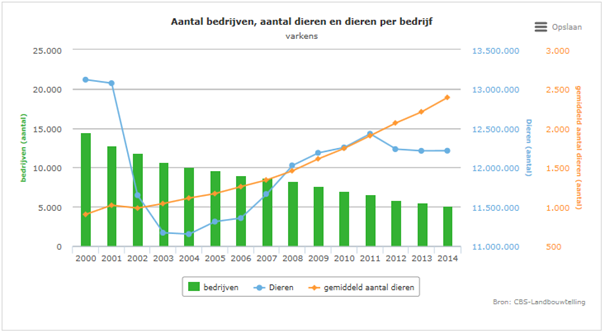 Aantal bedrijven, aantal dieren en dieren per bedrijf
varkens
Opslaan
25.000
20.000
15.000
10.000
5.000
0
bedrijven (aantal)
13.500.000
13.000.000
12.500.000
12.000.000
11.500.000
11.000.000
Dieren (aantal)
3.000
2.500
2.000
1.500
1.000
500
gemiddeld aantal dieren (aantal)
2000 2001 2002 2003 2004 2005 2006 2007 2008 2009 2010 2011 2012 2013 2014
bedrijven Dieren gemiddeld aantal dieren
Bron: CBS-Landbouwtelling